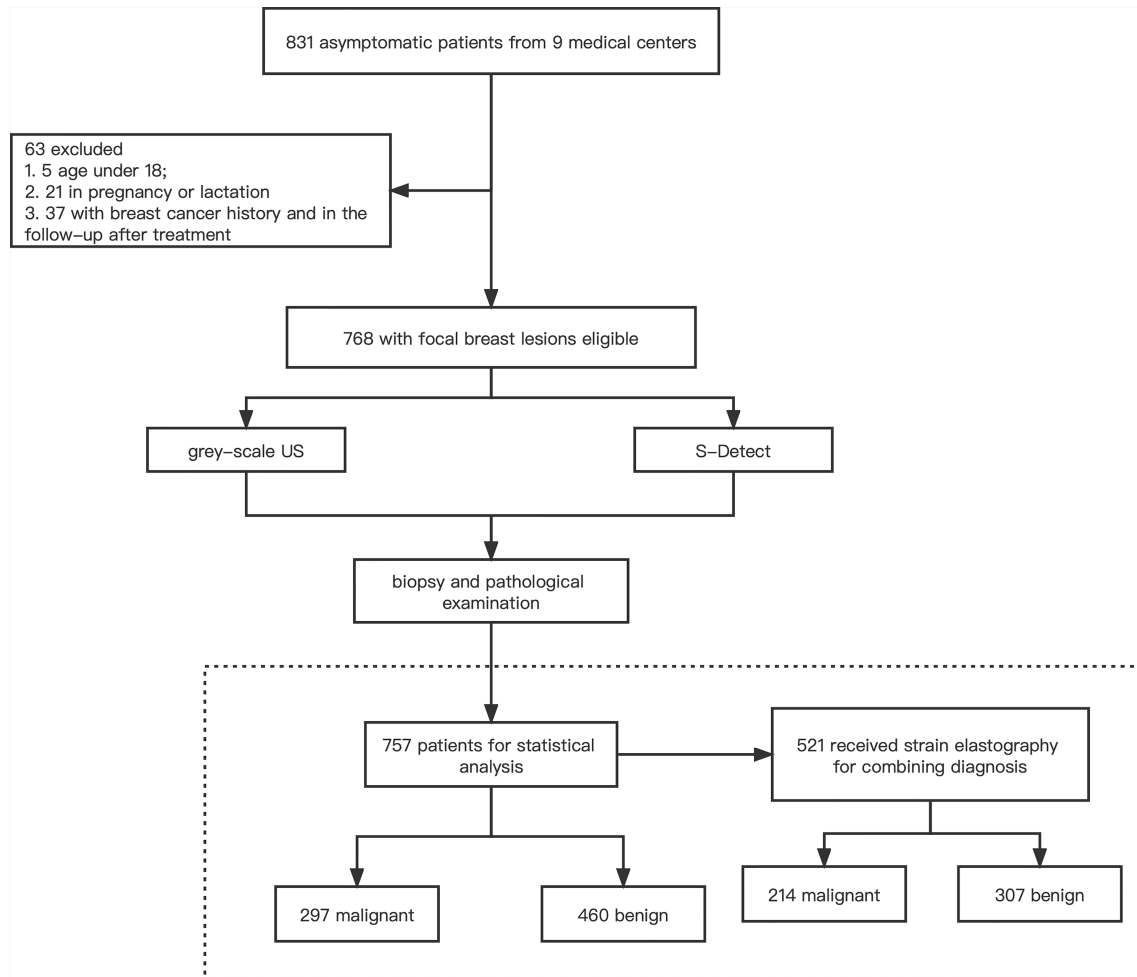 831 asymptomatic patients from 9 medical centers
63 excluded
1. 5 age under 18;
2. 21 in pregnancy or lactation
3. 37 with breast cancer history and in the
follow-up after treatment
768 with focal breast lesions eligible
grey-scale US
S-Detect
biopsy and pathological
examination
757 patients for statistical
analysis
521 received strain elastography
for combining diagnosis
297 malignant
460 benign
214 malignant
307 benign